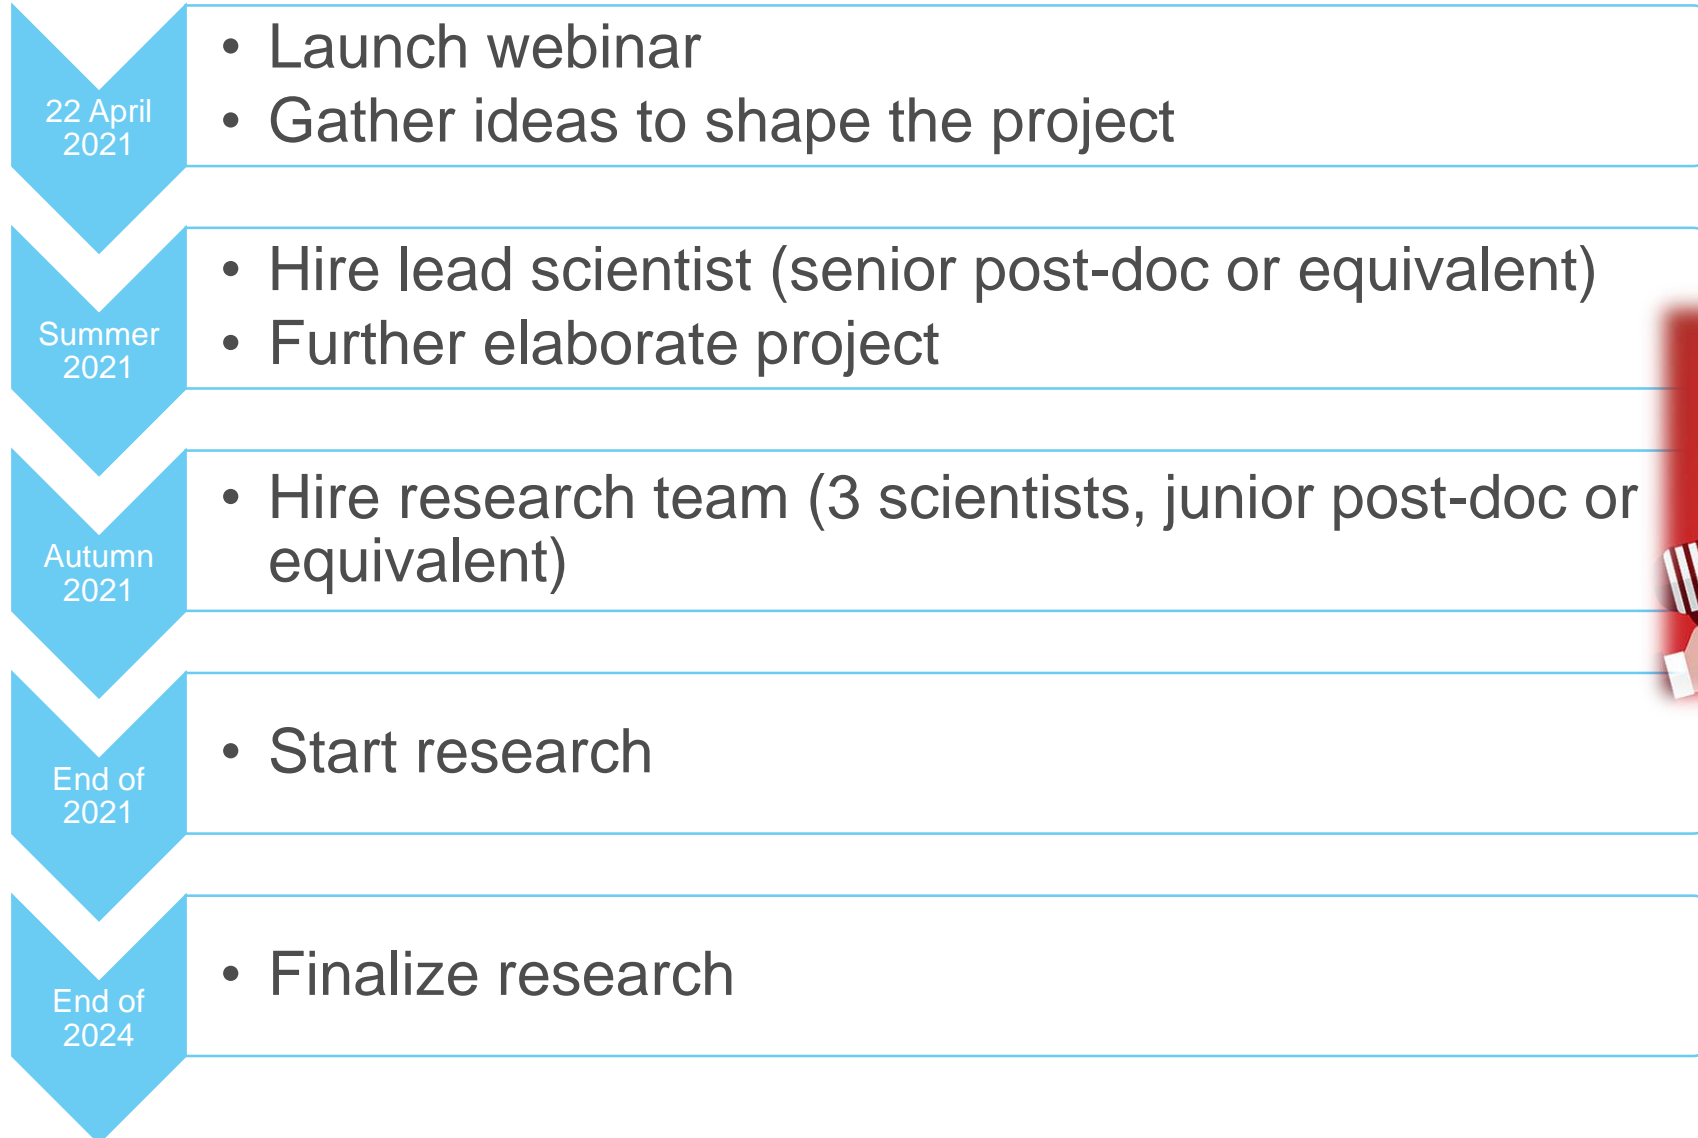 22 April
2021
• Launch webinar
• Gather ideas to shape the project
Summer
2021
• Hire lead scientist (senior post-doc or equivalent)
• Further elaborate project
Autumn
2021
• Hire research team (3 scientists, junior post-doc or
equivalent)
End of
2021
• Start research
End of
2024
• Finalize research